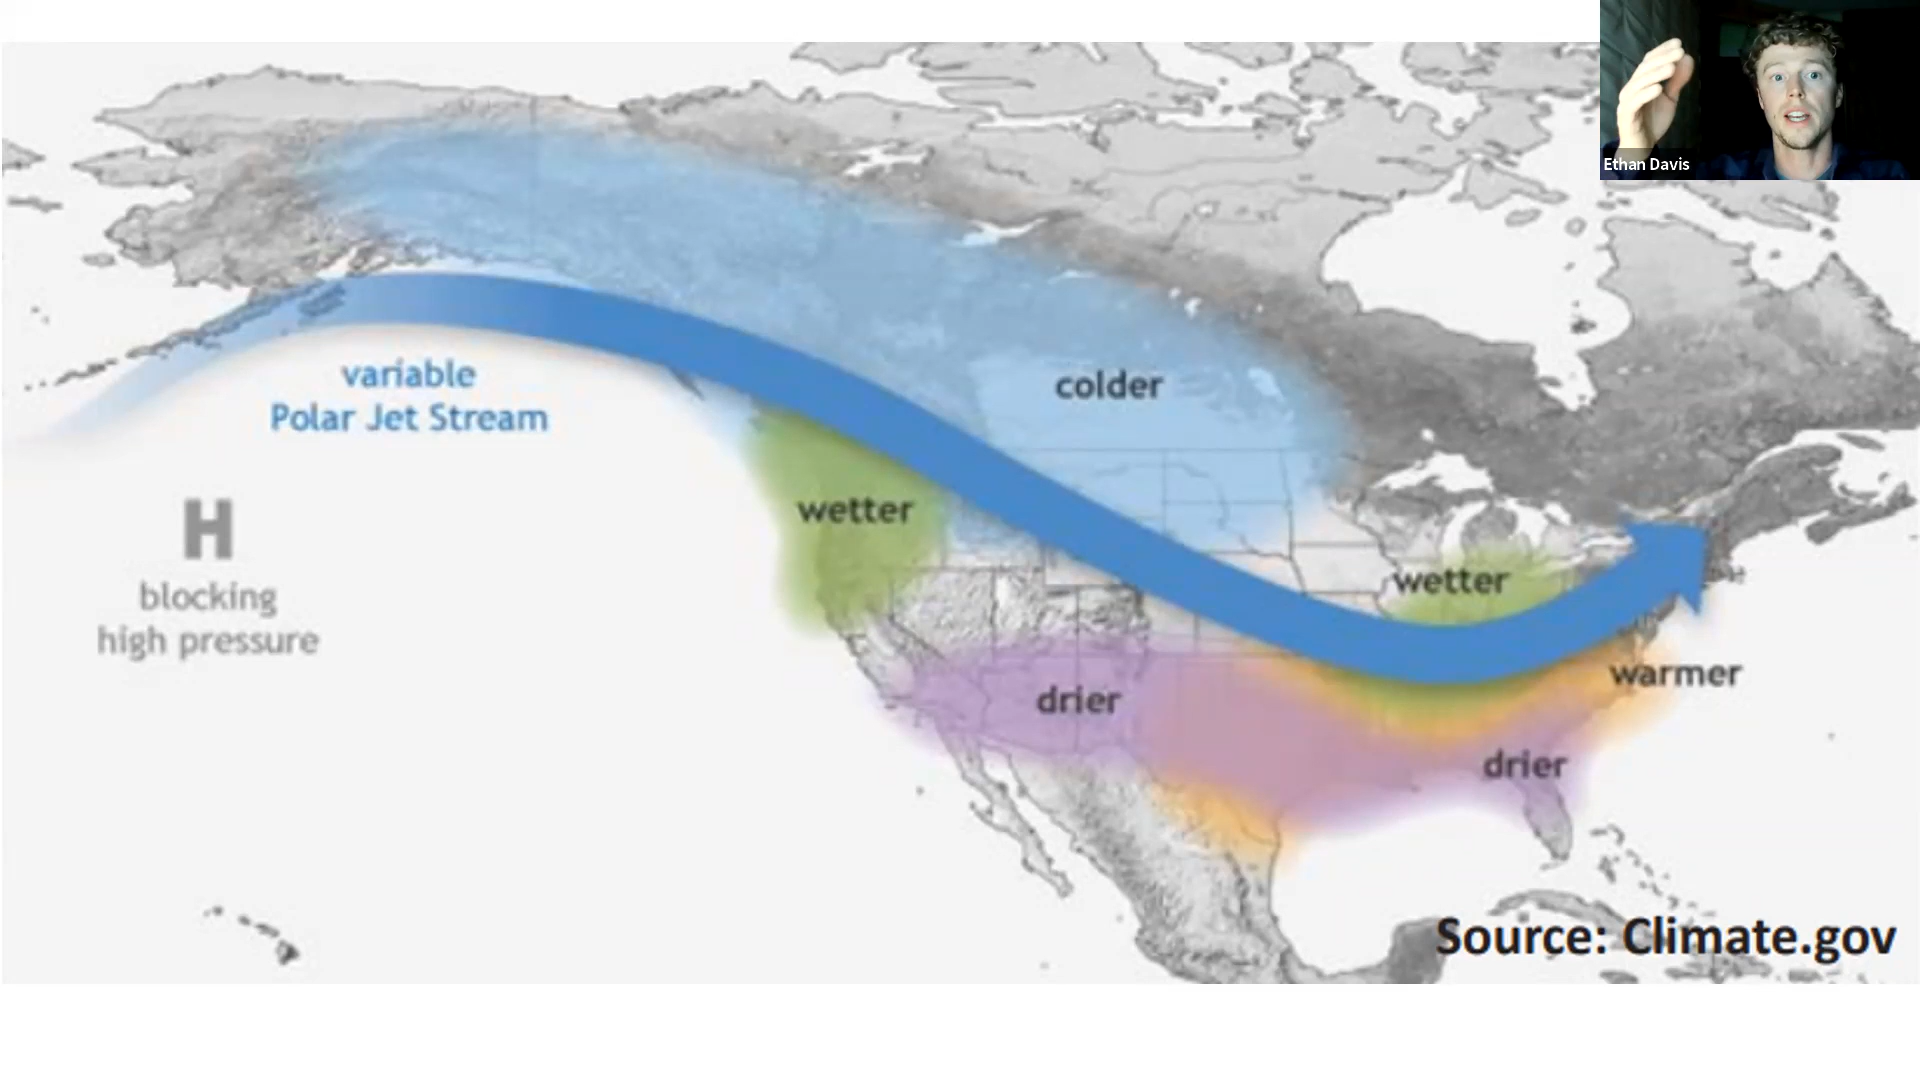 Ethan Davis
variable
Polar Jet Stream
colder
wetter
H
blocking
high pressure
wetter
warmer
drier
drier
Source: Climate.gov